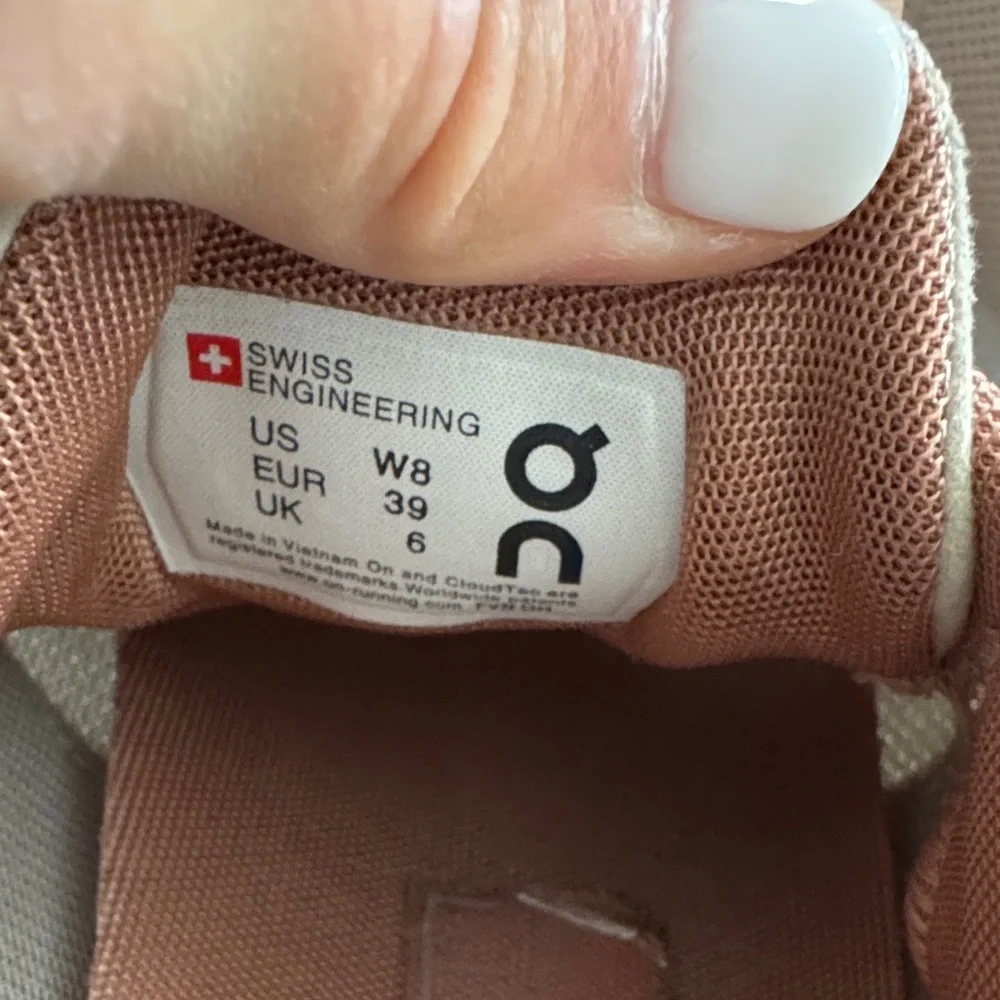 SWISS
ENGINEERING
US W8
EUR 39
UK 6
On
Made in Vietnam On and CloudTec are
registered trademarks Worldwide patents
www.on-running.com